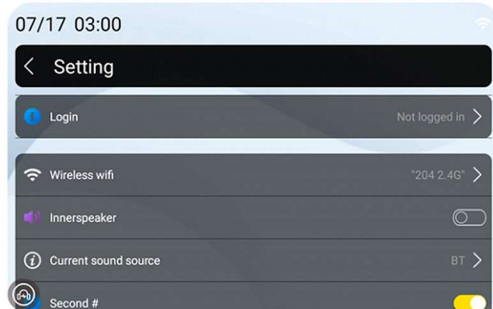 07/17 03:00
Setting
Login Not logged in
Wireless wifi "204 2.4G"
Innerspeaker
Current sound source BT
Second #